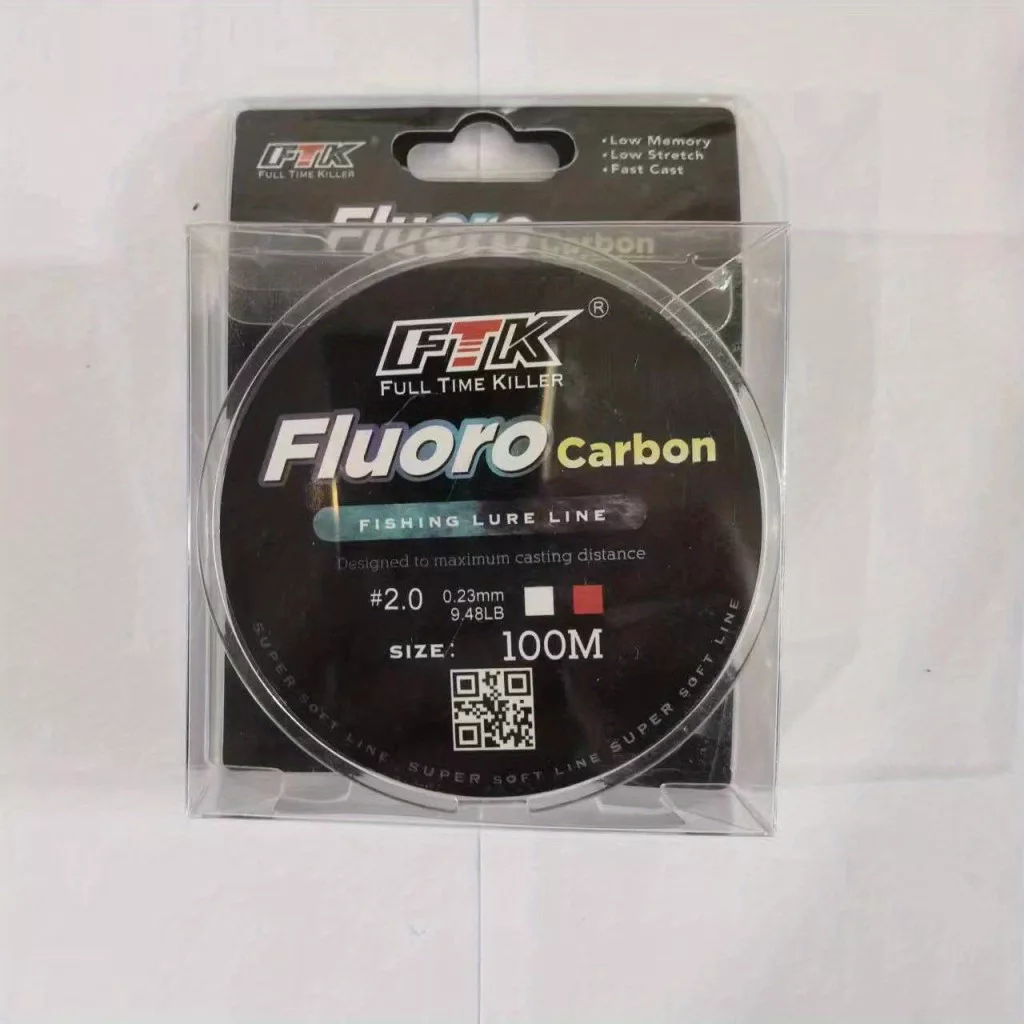 FTK
FULL TIME KILLER
• Low Memory
• Low Stretch
• Fast Cast
Fluoro Carbon
FTK®
FULL TIME KILLER
Fluoro Carbon
FISHING LURE LINE
Designed to maximum casting distance
#2.0 0.23mm
9.48LB
SIZE: 100M
SUPER SOFT LINE SUPER SOFT LINE SUPER SOFT LINE